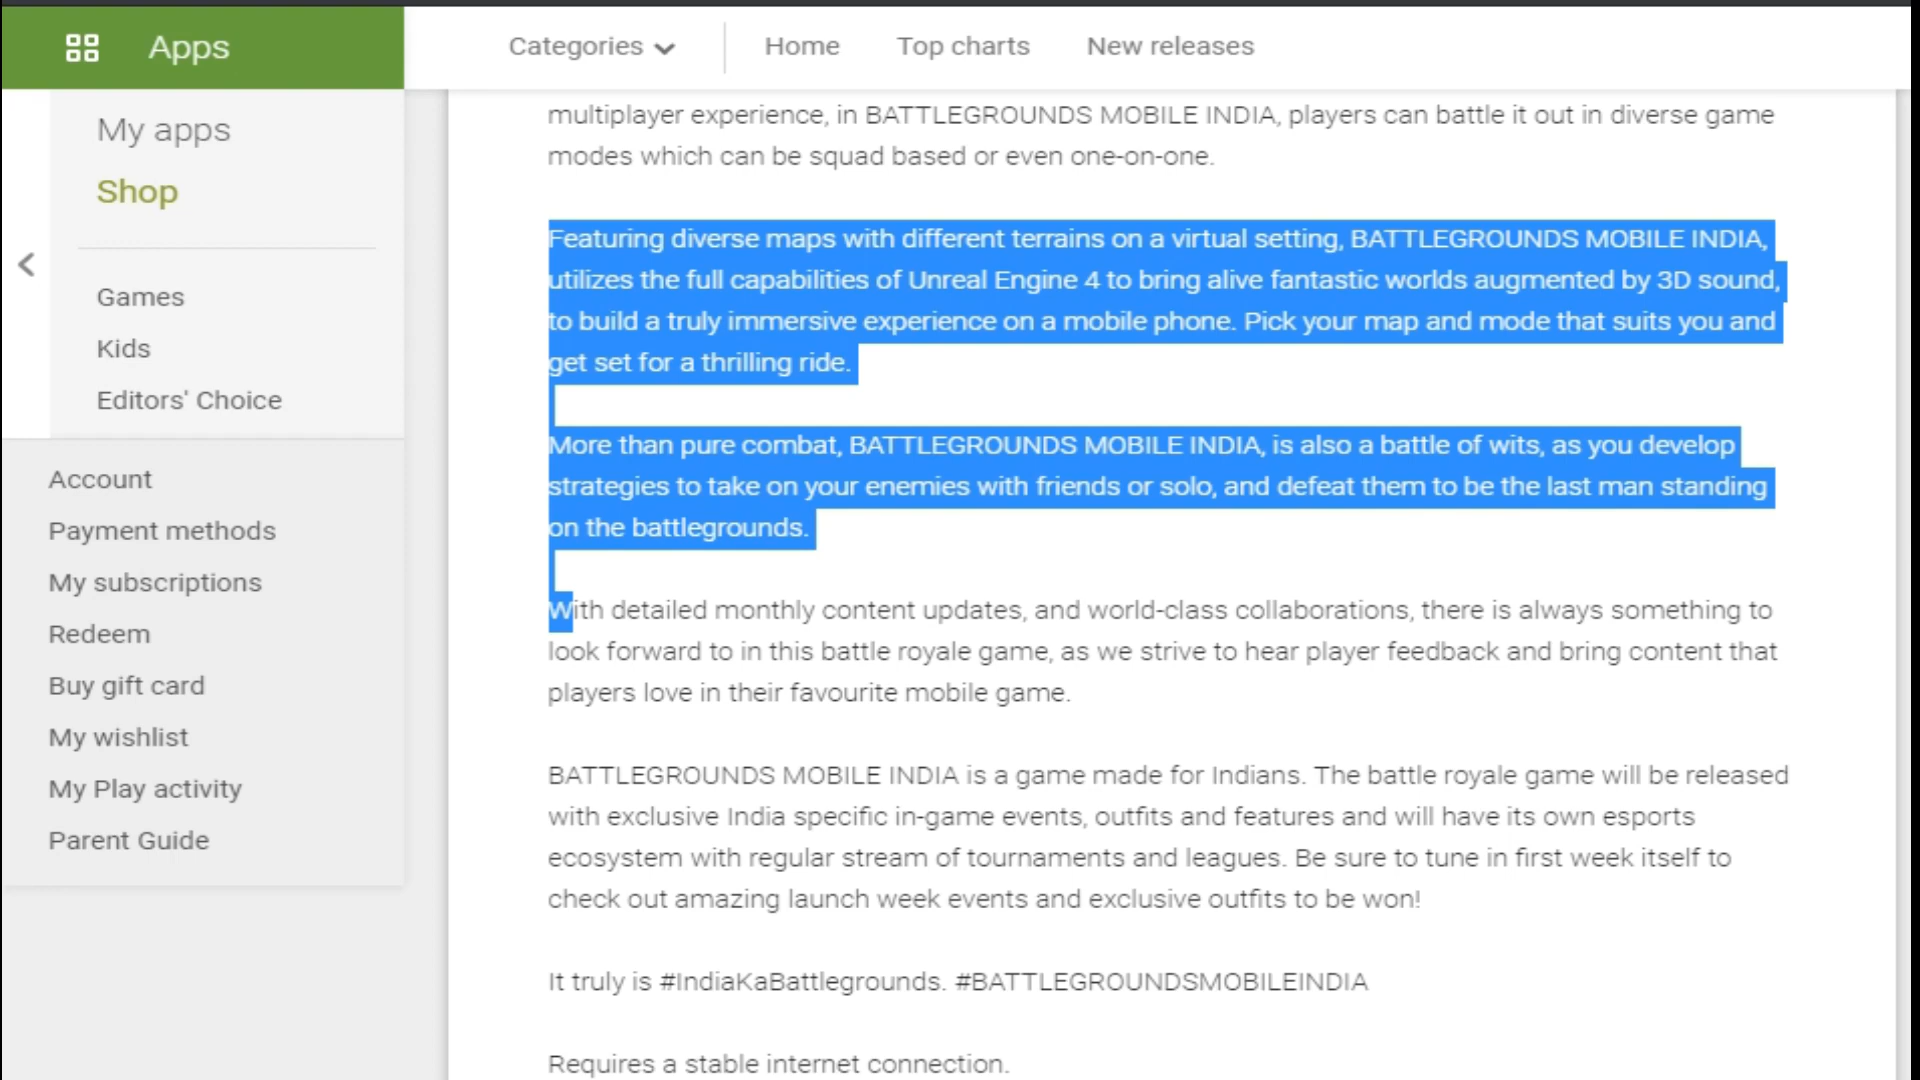 Apps
Categories
Home
Top charts
New releases
My apps
Shop
Games
Kids
Editors' Choice
Account
Payment methods
My subscriptions
Redeem
Buy gift card
My wishlist
My Play activity
Parent Guide
multiplayer experience, in BATTLEGROUNDS MOBILE INDIA, players can battle it out in diverse game
modes which can be squad based or even one-on-one.
Featuring diverse maps with different terrains on a virtual setting, BATTLEGROUNDS MOBILE INDIA,
utilizes the full capabilities of Unreal Engine 4 to bring alive fantastic worlds augmented by 3D sound,
to build a truly immersive experience on a mobile phone. Pick your map and mode that suits you and
get set for a thrilling ride.
More than pure combat, BATTLEGROUNDS MOBILE INDIA, is also a battle of wits, as you develop
strategies to take on your enemies with friends or solo, and defeat them to be the last man standing
on the battlegrounds.
With detailed monthly content updates, and world-class collaborations, there is always something to
look forward to in this battle royale game, as we strive to hear player feedback and bring content that
players love in their favourite mobile game.
BATTLEGROUNDS MOBILE INDIA is a game made for Indians. The battle royale game will be released
with exclusive India specific in-game events, outfits and features and will have its own esports
ecosystem with regular stream of tournaments and leagues. Be sure to tune in first week itself to
check out amazing launch week events and exclusive outfits to be won!
It truly is #IndiaKaBattlegrounds. #BATTLEGROUNDSMOBILEINDIA
Requires a stable internet connection.